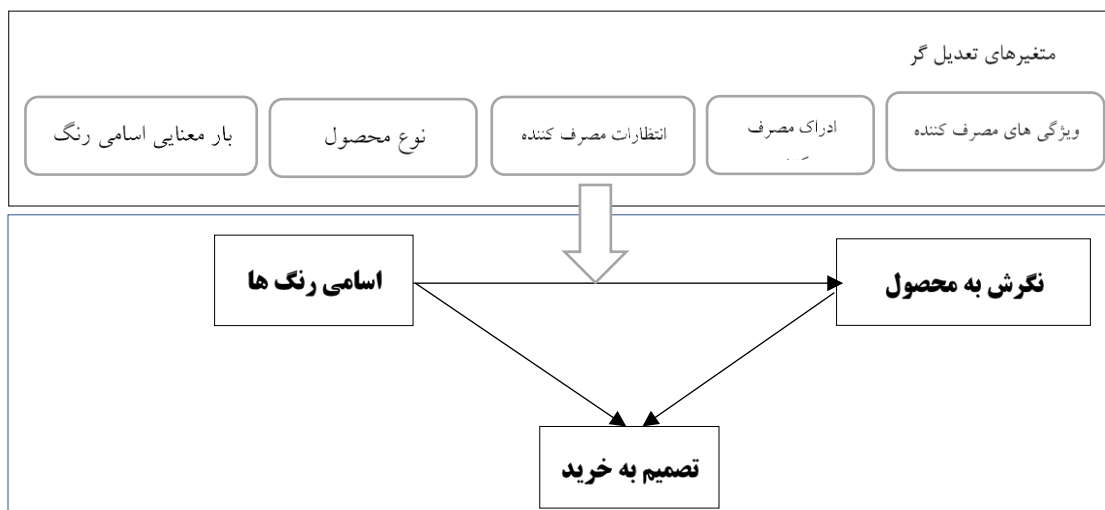 متغیرهای تعدیل گر
ویژگی های مصرف کننده
ادراک مصرف
انتظارات مصرف کننده
نوع محصول
بار معنایی اسامی رنگ
نگرش به محصول
اسامی رنگ ها
تصمیم به خرید